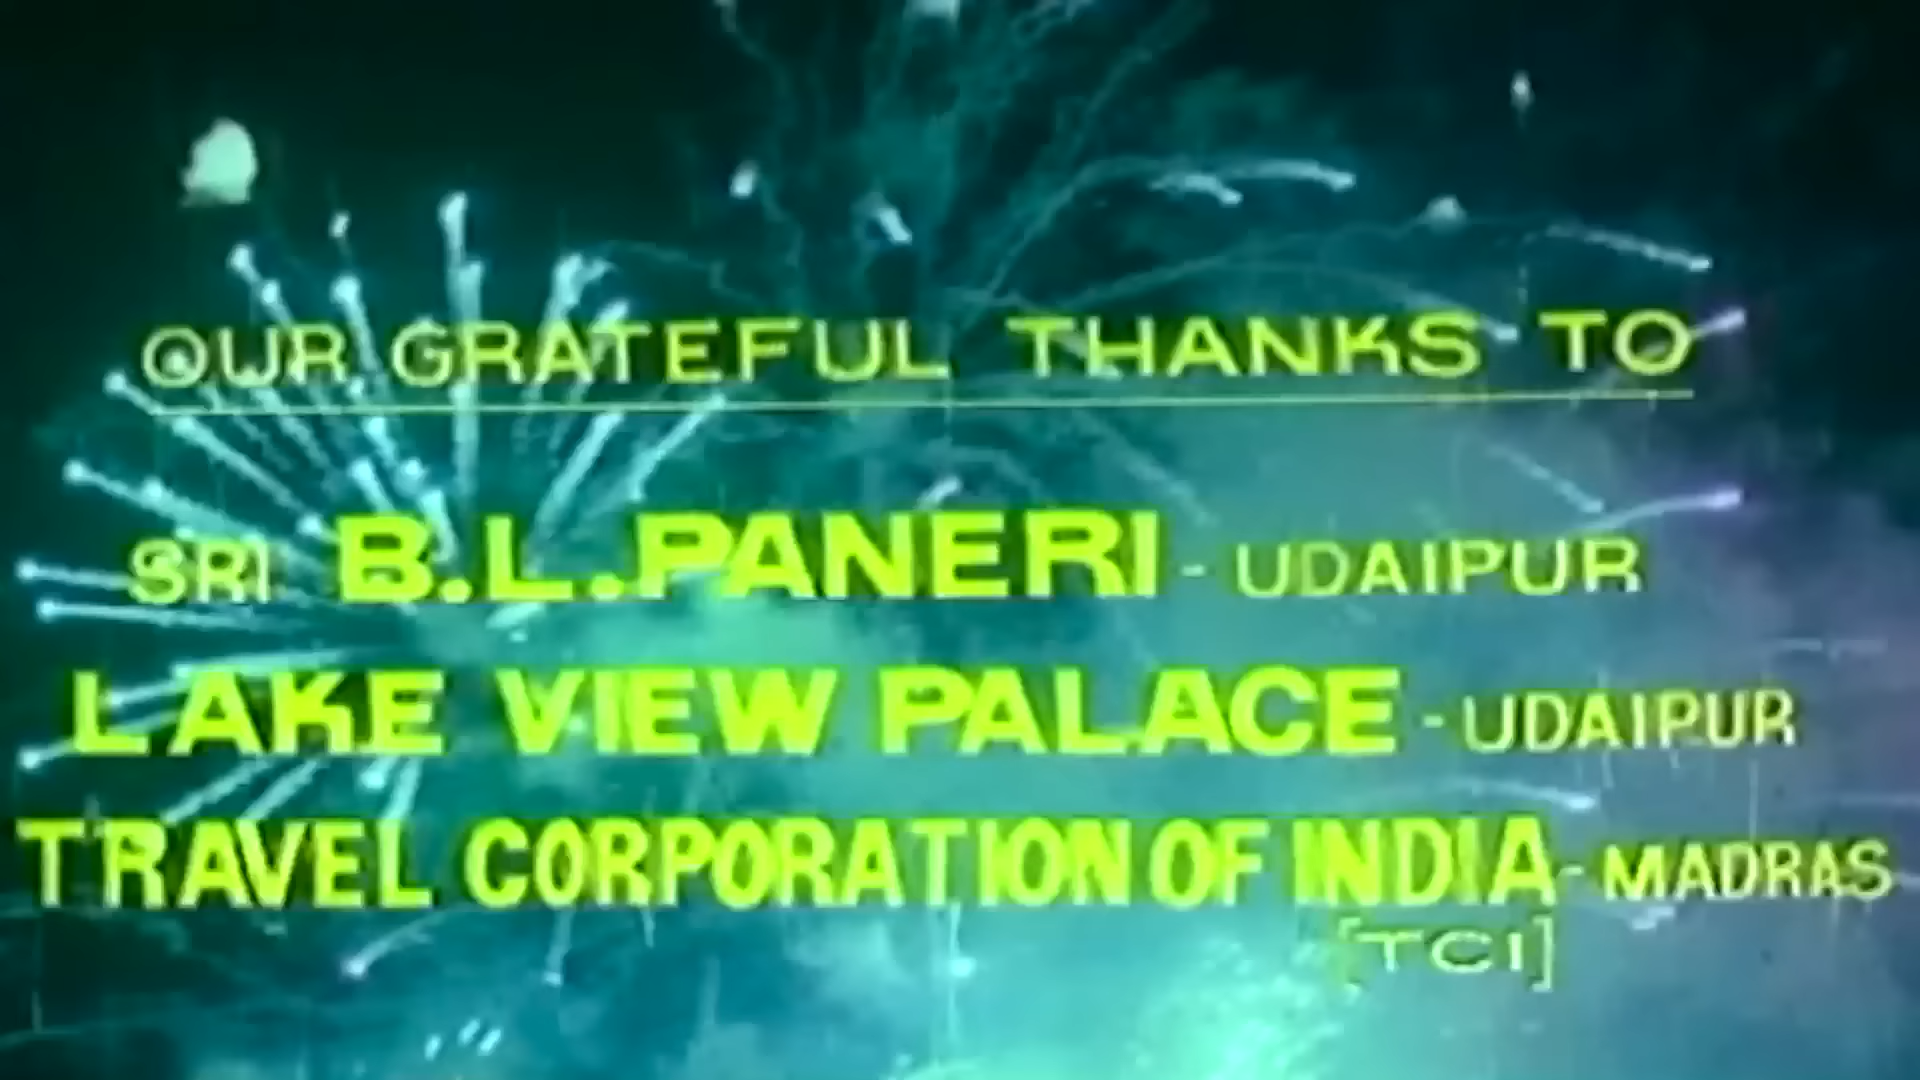 OUR GRATEFUL THANKS TO
SRI B.L.PANERI - UDAIPUR
LAKE VIEW PALACE - UDAIPUR
TRAVEL CORPORATION OF INDIA - MADRAS
[TCI]